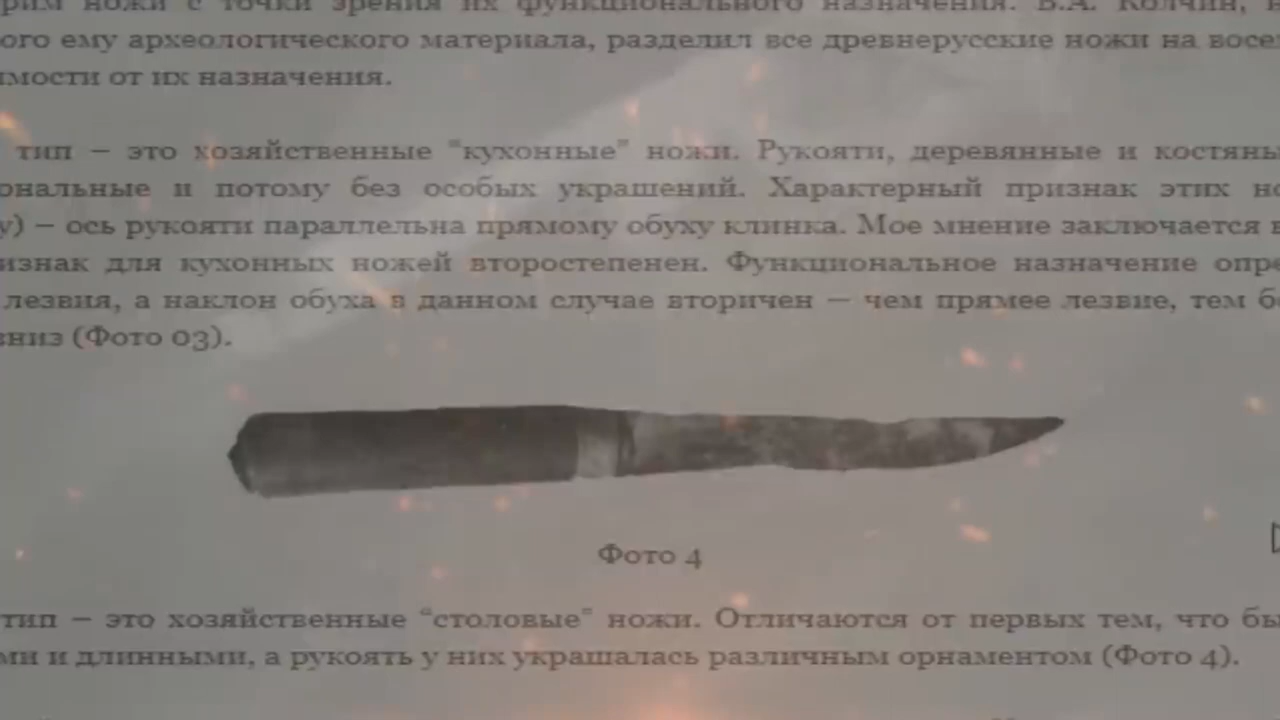 ножи с точки зрения их функционального назначения. Б.А. Колчин,
ого ему археологического материала, разделил все древнерусские ножи на восе
имости от их назначения.
тип – это хозяйственные "кухонные" ножи. Рукояти, деревянные и костяны
ональные и потому без особых украшений. Характерный признак этих но
у) – ось рукояти параллельна прямому обуху клинка. Мое мнение заключается в
изнак для кухонных ножей второстепенен. Функциональное назначение опре
лезвия, а наклон обуха в данном случае вторичен – чем прямее лезвие, тем б
вниз (Фото 03).
Фото 4
тип – это хозяйственные "столовые" ножи. Отличаются от первых тем, что бы
ми и длинными, а рукоять у них украшалась различным орнаментом (Фото 4).